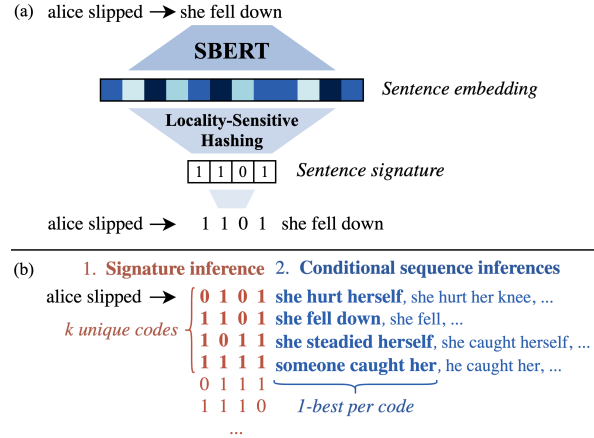 (a) alice slipped → she fell down
SBERT
Sentence embedding
Locality-Sensitive
Hashing
1 1 0 1 Sentence signature
alice slipped → 1 1 0 1 she fell down
(b) 1. Signature inference 2. Conditional sequence inferences
alice slipped → 0 1 0 1 she hurt herself, she hurt her knee, ...
1 1 0 1 she fell down, she fell, ...
k unique codes 1 0 1 1 she steadied herself, she caught herself, ...
1 1 1 1 someone caught her, he caught her, ...
0 1 1 1
1 1 1 0 1-best per code
...